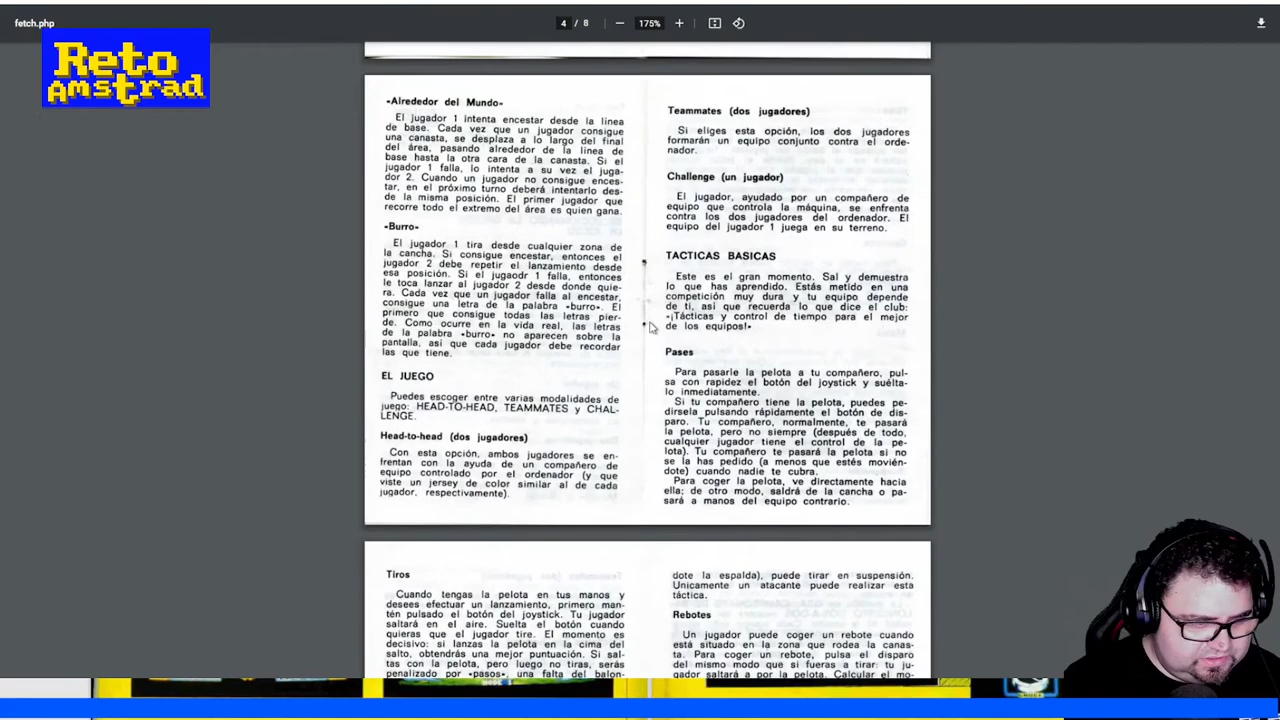 fetch.php
4 / 8
175%
Reto
Amstrad
«Alrededor del Mundo»
El jugador 1 intenta encestar desde la línea
de base. Cada vez que un jugador consigue
una canasta, se desplaza a lo largo del final
del área, pasando alrededor de la línea de
base hasta la otra cara de la canasta. Si el
jugador 1 falla, lo intenta a su vez el juga-
dor 2. Cuando un jugador no consigue ences-
tar, en el próximo turno deberá intentarlo des-
de la misma posición. El primer jugador que
recorre todo el extremo del área es quien gana.
«Burro»
El jugador 1 tira desde cualquier zona de
la cancha. Si consigue encestar, entonces el
jugador 2 debe repetir el lanzamiento desde
esa posición. Si el jugaodr 1 falla, entonces
le toca lanzar al jugador 2 desde donde quie-
ra. Cada vez que un jugador falla al encestar,
consigue una letra de la palabra «burro». El
primero que consigue todas las letras pier-
de. Como ocurre en la vida real, las letras
de la palabra «burro» no aparecen sobre la
pantalla, así que cada jugador debe recordar
las que tiene.
EL JUEGO
Puedes escoger entre varias modalidades de
juego: HEAD-TO-HEAD, TEAMMATES y CHAL-
LENGE.
Head-to-head (dos jugadores)
Con esta opción, ambos jugadores se en-
frentan con la ayuda de un compañero de
equipo controlado por el ordenador (y que
viste un jersey de color similar al de cada
jugador, respectivamente).
Teammates (dos jugadores)
Si eliges esta opción, los dos jugadores
formarán un equipo conjunto contra el orde-
nador.
Challenge (un jugador)
El jugador, ayudado por un compañero de
equipo que controla la máquina, se enfrenta
contra los dos jugadores del ordenador. El
equipo del jugador 1 juega en su terreno.
TACTICAS BASICAS
Este es el gran momento. Sal y demuestra
lo que has aprendido. Estás metido en una
competición muy dura y tu equipo depende
de ti, así que recuerda lo que dice el club:
«¡Tácticas y control de tiempo para el mejor
de los equipos!»
Pases
Para pasarle la pelota a tu compañero, pul-
sa con rapidez el botón del joystick y suélta-
lo inmediatamente.
Si tu compañero tiene la pelota, puedes pe-
dírsela pulsando rápidamente el botón de dis-
paro. Tu compañero, normalmente, te pasará
la pelota, pero no siempre (después de todo,
cualquier jugador tiene el control de la pe-
lota). Tu compañero te pasará la pelota si no
se la has pedido (a menos que estés movién-
dote) cuando nadie te cubra.
Para coger la pelota, ve directamente hacia
ella; de otro modo, saldrá de la cancha o pa-
sará a manos del equipo contrario.
Tiros
Cuando tengas la pelota en tus manos y
desees efectuar un lanzamiento, primero man-
tén pulsado el botón del joystick. Tu jugador
saltará en el aire. Suelta el botón cuando
quieras que el jugador tire. El momento es
decisivo: si lanzas la pelota en la cima del
salto, obtendrás una mejor puntuación. Si sal-
tas con la pelota, pero luego no tiras, serás
penalizado por «pasos», una falta del balon-
dote la espalda), puede tirar en suspensión.
Unicamente un atacante puede realizar esta
táctica.
Rebotes
Un jugador puede coger un rebote cuando
está situado en la zona que rodea la canas-
ta. Para coger un rebote, pulsa el disparo
del mismo modo que si fueras a tirar: tu ju-
gador saltará a por la pelota. Calcular el mo-